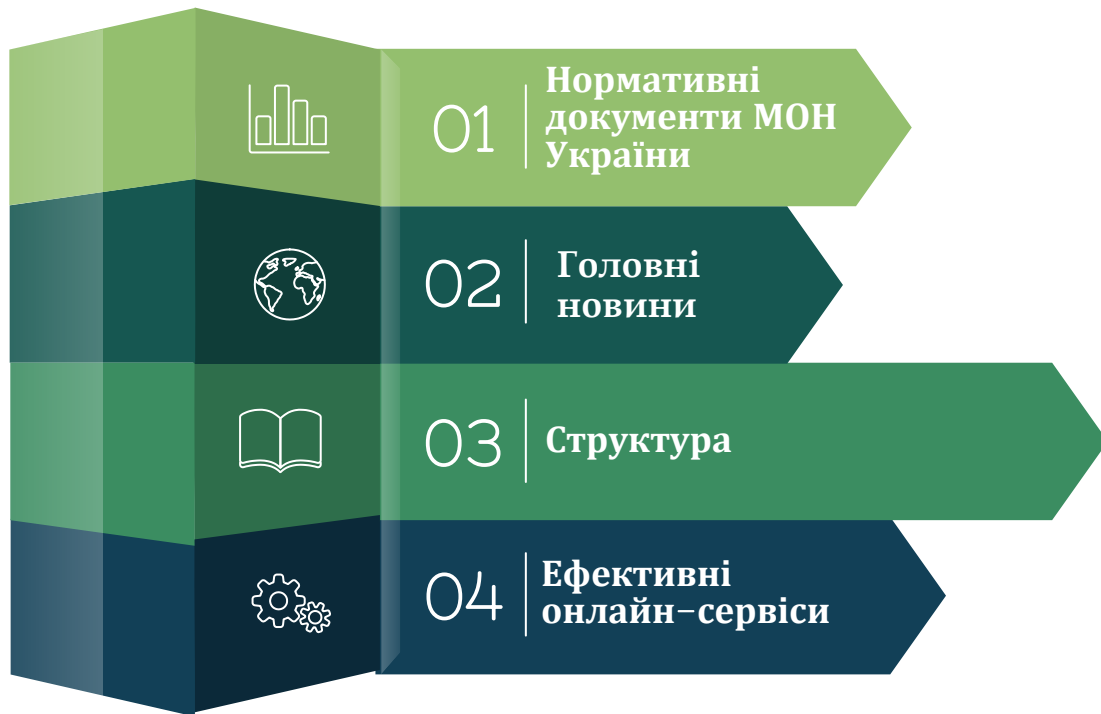 01
Нормативні
документи МОН
України
02
Головні
новини
03
Структура
04
Ефективні
онлайн−сервіси